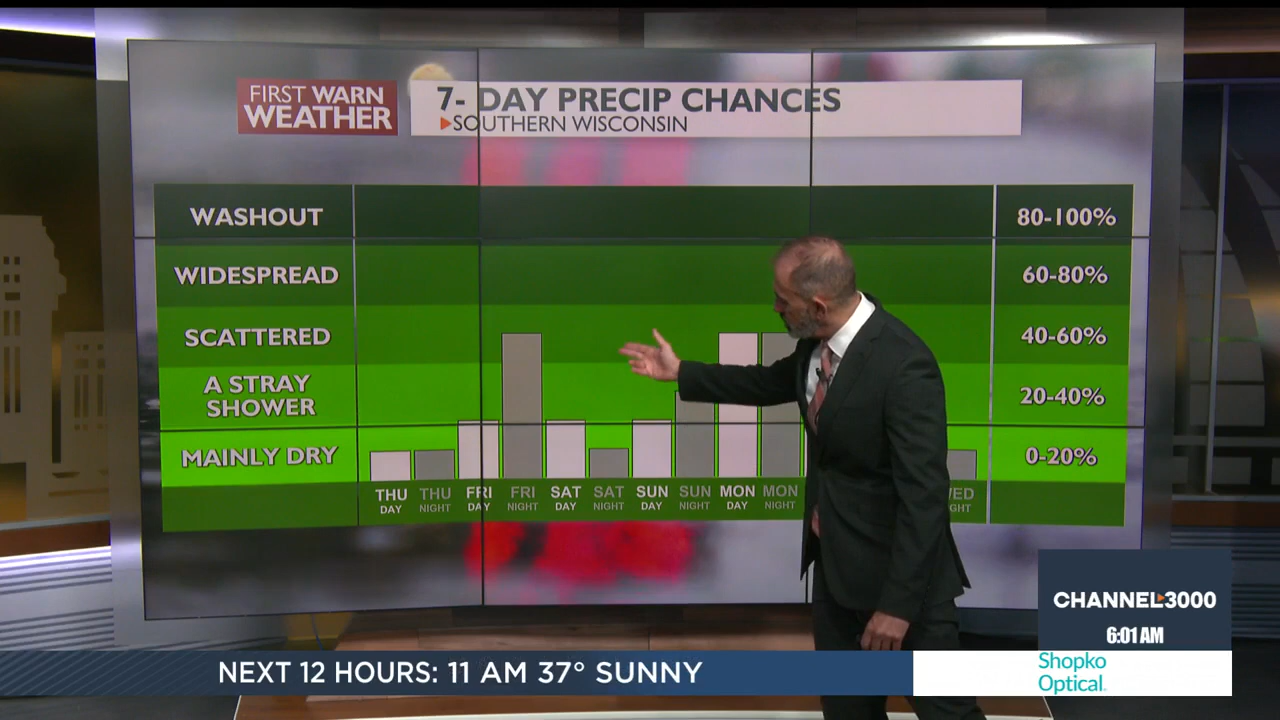 FIRST WARN
WEATHER
7- DAY PRECIP CHANCES
SOUTHERN WISCONSIN
WASHOUT
80-100%
WIDESPREAD
60-80%
SCATTERED
40-60%
A STRAY
SHOWER
20-40%
MAINLY DRY
0-20%
THU
DAY
THU
NIGHT
FRI
DAY
FRI
NIGHT
SAT
DAY
SAT
NIGHT
SUN
DAY
SUN
NIGHT
MON
DAY
MON
NIGHT
CHANNEL3000
6:01 AM
NEXT 12 HOURS: 11 AM 37° SUNNY
Shopko
Optical